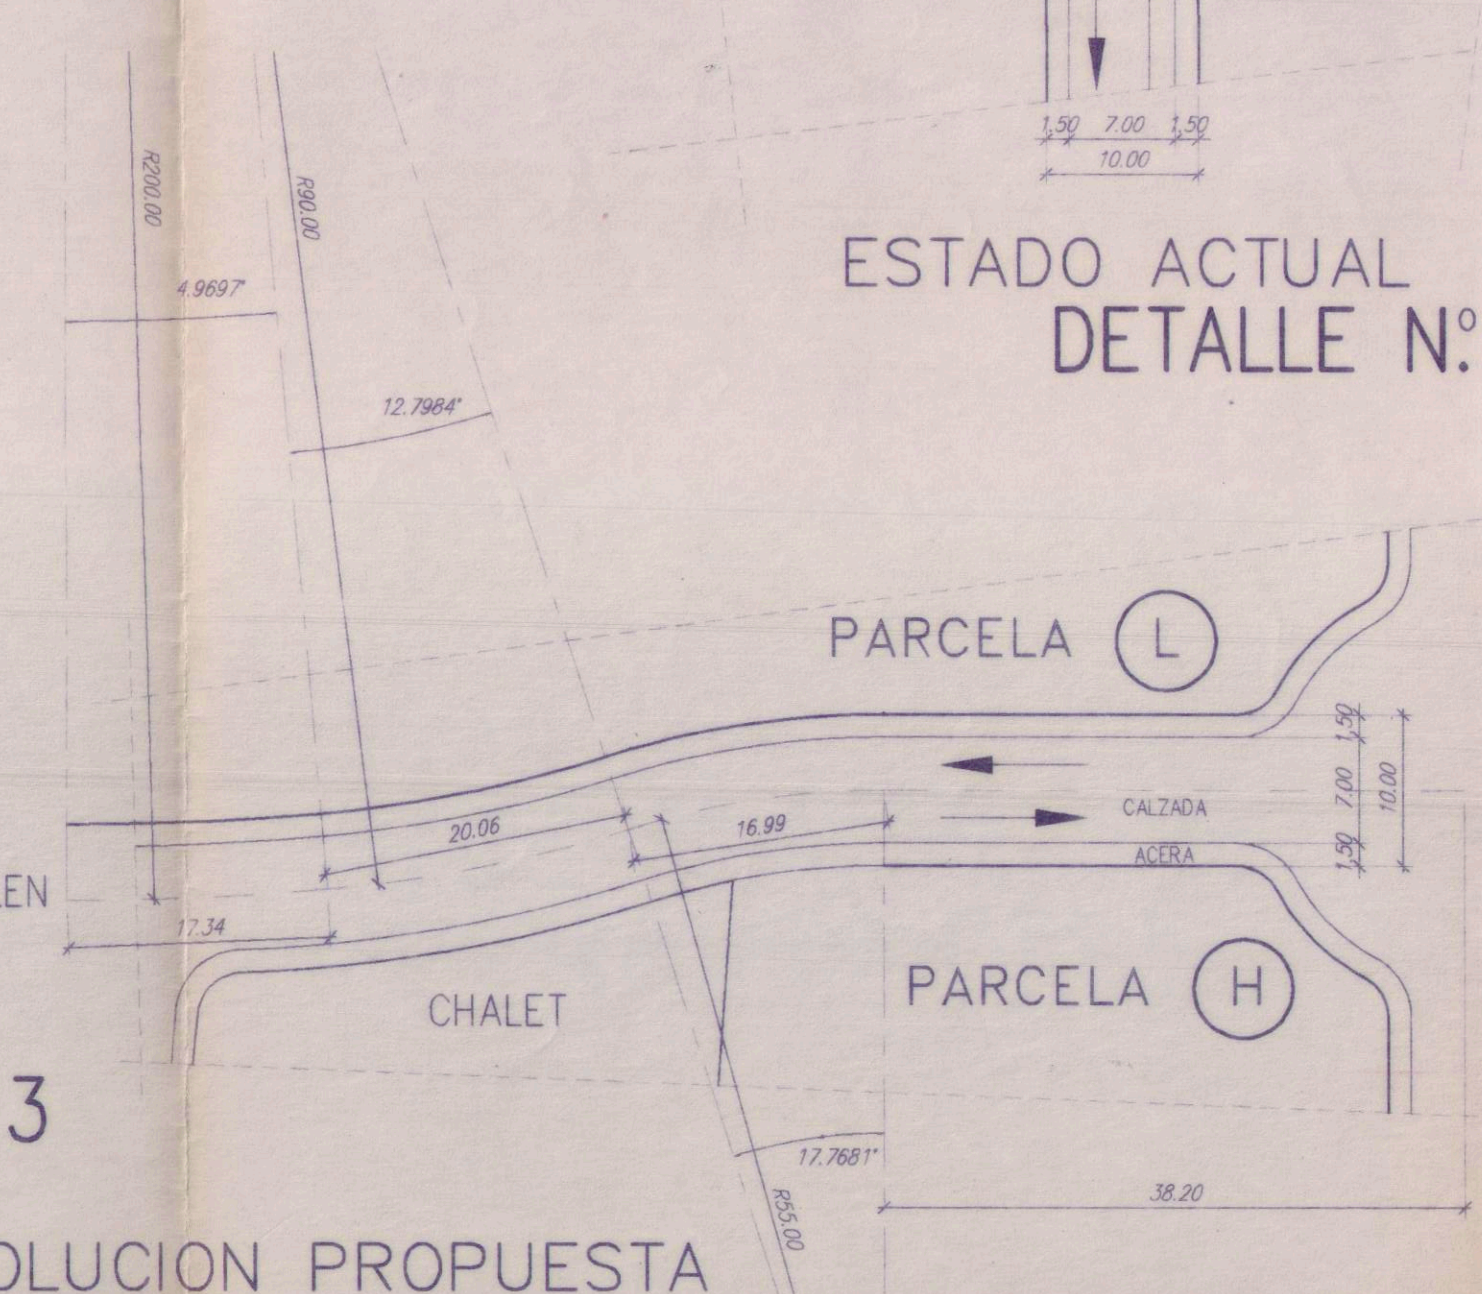 1,50 7.00 1,50
10.00
R200.00
R90.00
4.9697°
ESTADO ACTUAL
DETALLE Nº.
12.7984°
PARCELA L
1,50
7.00
10.00
1,50
CALZADA
ACERA
20.06
16.99
17.34
CHALET
PARCELA H
3
17.7681°
R55.00
38.20
PROPUESTA